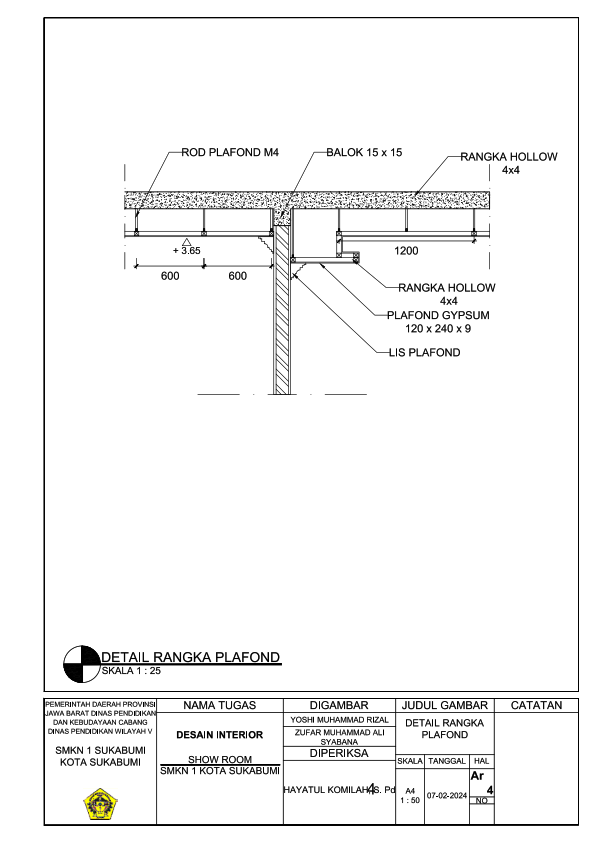 ROD PLAFOND M4
BALOK 15 x 15
RANGKA HOLLOW
4x4
+ 3.65
1200
600
600
RANGKA HOLLOW
4x4
PLAFOND GYPSUM
120 x 240 x 9
LIS PLAFOND
DETAIL RANGKA PLAFOND
SKALA 1 : 25
PEMERINTAH DAERAH PROVINSI
JAWA BARAT DINAS PENDIDIKAN
DAN KEBUDAYAAN CABANG
DINAS PENDIDIKAN WILAYAH V
SMKN 1 SUKABUMI
KOTA SUKABUMI
NAMA TUGAS
DESAIN INTERIOR
SHOW ROOM
SMKN 1 KOTA SUKABUMI
DIGAMBAR
YOSHI MUHAMMAD RIZAL
ZUFAR MUHAMMAD ALI
SYABANA
DIPERIKSA
HAYATUL KOMILAH S. Pd
4
JUDUL GAMBAR
DETAIL RANGKA
PLAFOND
SKALA TANGGAL HAL
A4
1 : 50
07-02-2024
Ar
4
NO
CATATAN